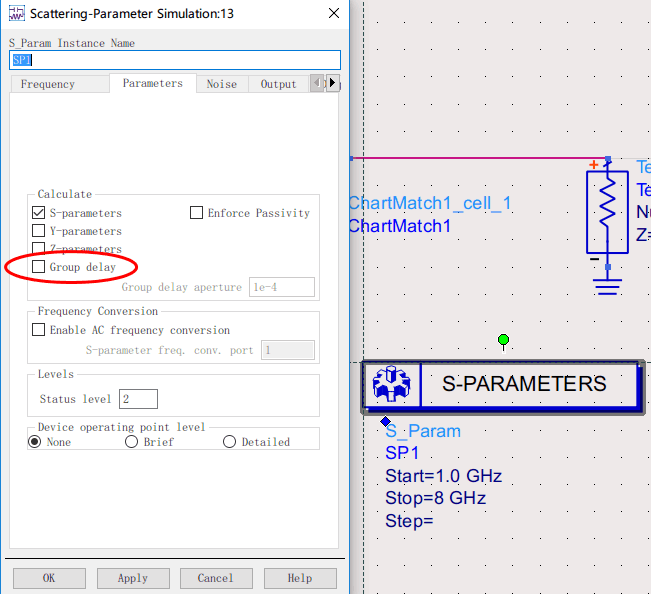 Scattering-Parameter Simulation:13
S_Param Instance Name
SP1
Frequency Parameters Noise Output
Calculate
S-parameters Enforce Passivity
Y-parameters
Z-parameters
Group delay
Group delay aperture 1e-4
Frequency Conversion
Enable AC frequency conversion
S-parameter freq. conv. port 1
Levels
Status level 2
Device operating point level
None Brief Detailed
OK Apply Cancel Help
ChartMatch1_cell_1
ChartMatch1
+
Te
Te
Nu
Z=
S-PARAMETERS
S_Param
SP1
Start=1.0 GHz
Stop=8 GHz
Step=